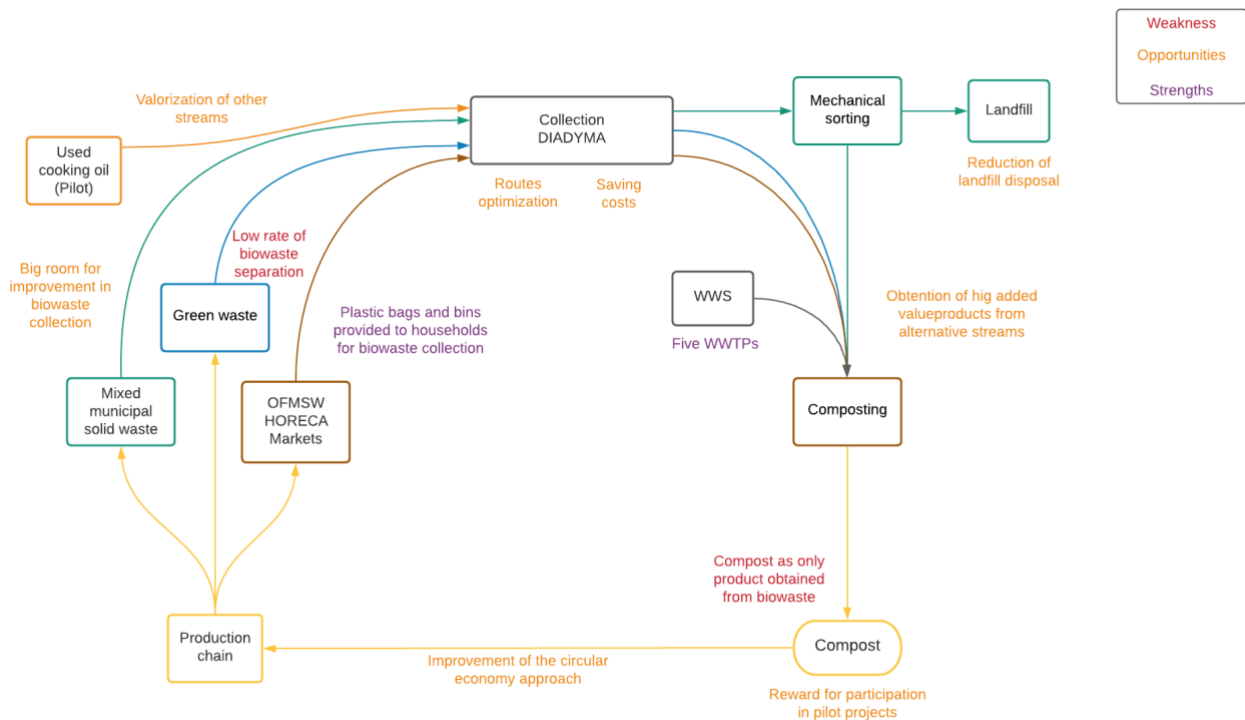 Weakness
Opportunities
Strengths
Valorization of other
streams
Used
cooking oil
(Pilot)
Collection
DIADYMA
Mechanical
sorting
Landfill
Routes
optimization
Saving
costs
Reduction of
landfill disposal
Low rate of
biowaste
separation
Big room for
improvement in
biowaste
collection
Green waste
Plastic bags and bins
provided to households
for biowaste collection
WWS
Five WWTPs
Obtention of hig added
valueproducts from
alternative streams
Mixed
municipal
solid waste
OFMSW
HORECA
Markets
Composting
Compost as only
product obtained
from biowaste
Production
chain
Improvement of the circular
economy approach
Compost
Reward for participation
in pilot projects